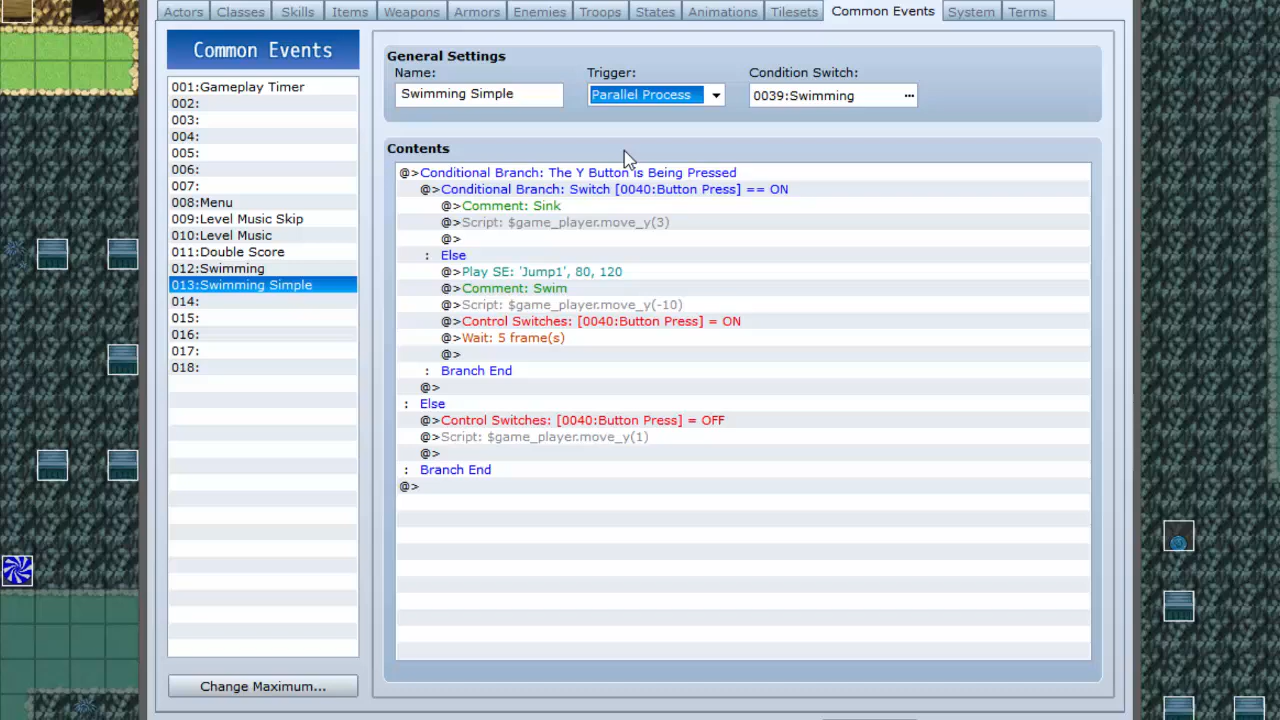 Actors Classes Skills Items Weapons Armors Enemies Troops States Animations Tilesets Common Events System Terms
Common Events
001:Gameplay Timer
002:
003:
004:
005:
006:
007:
008:Menu
009:Level Music Skip
010:Level Music
011:Double Score
012:Swimming
013:Swimming Simple
014:
015:
016:
017:
018:
Change Maximum...
General Settings
Name: Trigger: Condition Switch:
Swimming Simple Parallel Process 0039:Swimming ...
Contents
@>Conditional Branch: The Y Button is Being Pressed
@>Conditional Branch: Switch [0040:Button Press] == ON
@>Comment: Sink
@>Script: $game_player.move_y(3)
@>
: Else
@>Play SE: 'Jump1', 80, 120
@>Comment: Swim
@>Script: $game_player.move_y(-10)
@>Control Switches: [0040:Button Press] = ON
@>Wait: 5 frame(s)
@>
: Branch End
@>
: Else
@>Control Switches: [0040:Button Press] = OFF
@>Script: $game_player.move_y(1)
@>
: Branch End
@>